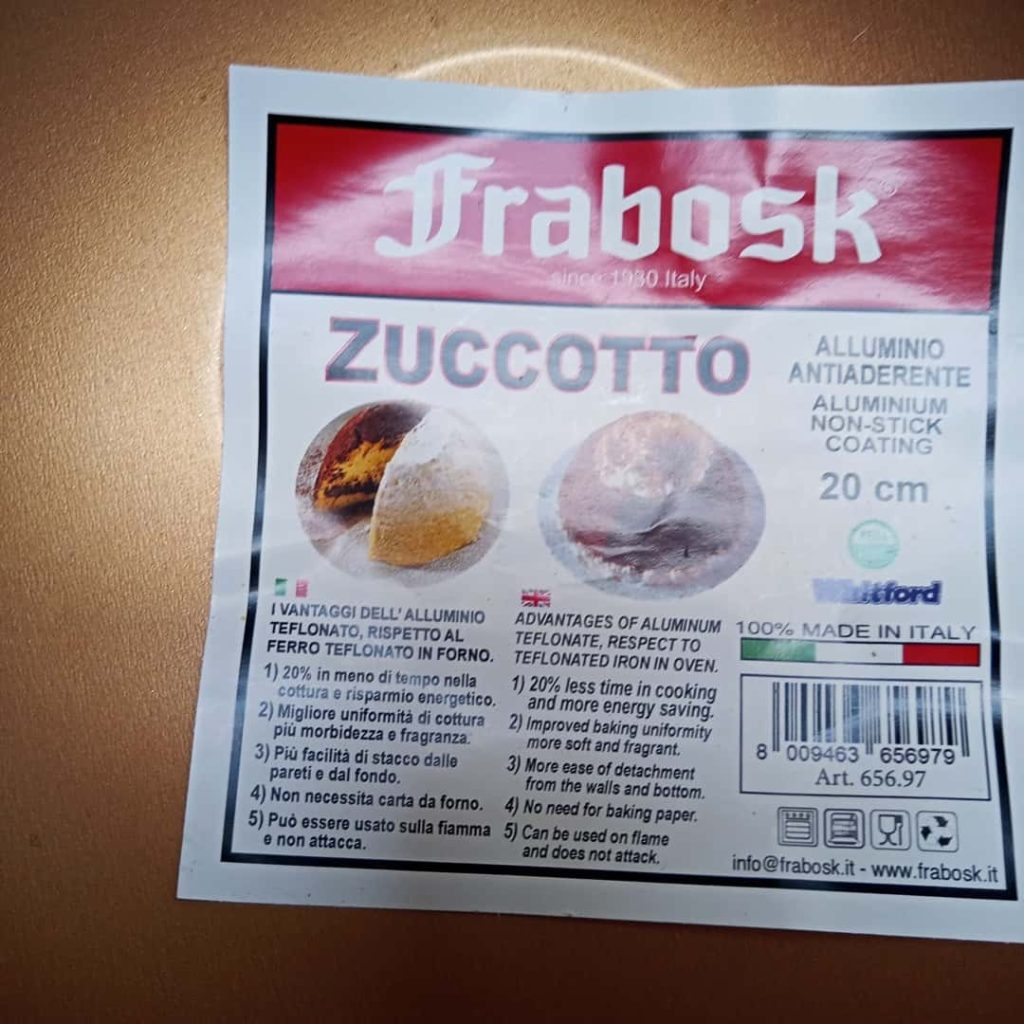 Frabosk
since 1980 Italy
ZUCCOTTO
ALLUMINIO
ANTIADERENTE
ALUMINIUM
NON-STICK
COATING
20 cm
Whitford
I VANTAGGI DELL' ALLUMINIO
TEFLONATO, RISPETTO AL
FERRO TEFLONATO IN FORNO.
1) 20% in meno di tempo nella
cottura e risparmio energetico.
2) Migliore uniformità di cottura
più morbidezza e fragranza.
3) Più facilità di stacco dalle
pareti e dal fondo.
4) Non necessita carta da forno.
5) Può essere usato sulla fiamma
e non attacca.
ADVANTAGES OF ALUMINUM
TEFLONATE, RESPECT TO
TEFLONATED IRON IN OVEN.
1) 20% less time in cooking
and more energy saving.
2) Improved baking uniformity
more soft and fragrant.
3) More ease of detachment
from the walls and bottom.
4) No need for baking paper.
5) Can be used on flame
and does not attack.
100% MADE IN ITALY
8 009463 656979
Art. 656.97
info@frabosk.it - www.frabosk.it